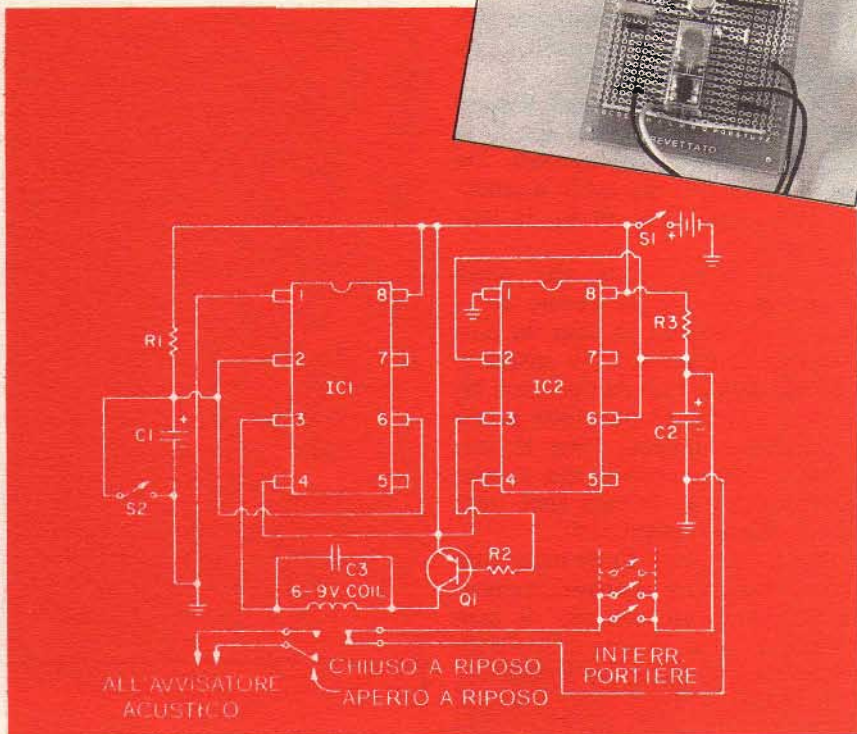 BREVETTATO
S1
+
1
8
1
8
R1
R3
2
7
2
7
IC1
IC2
+
+
C1
3
6
3
6
C2
-
-
4
5
4
5
S2
R2
C3
Q1
6-9V COIL
CHIUSO A RIPOSO
INTERR.
APERTO A RIPOSO
PORTIERE
ALL'AVVISATORE
ACUSTICO